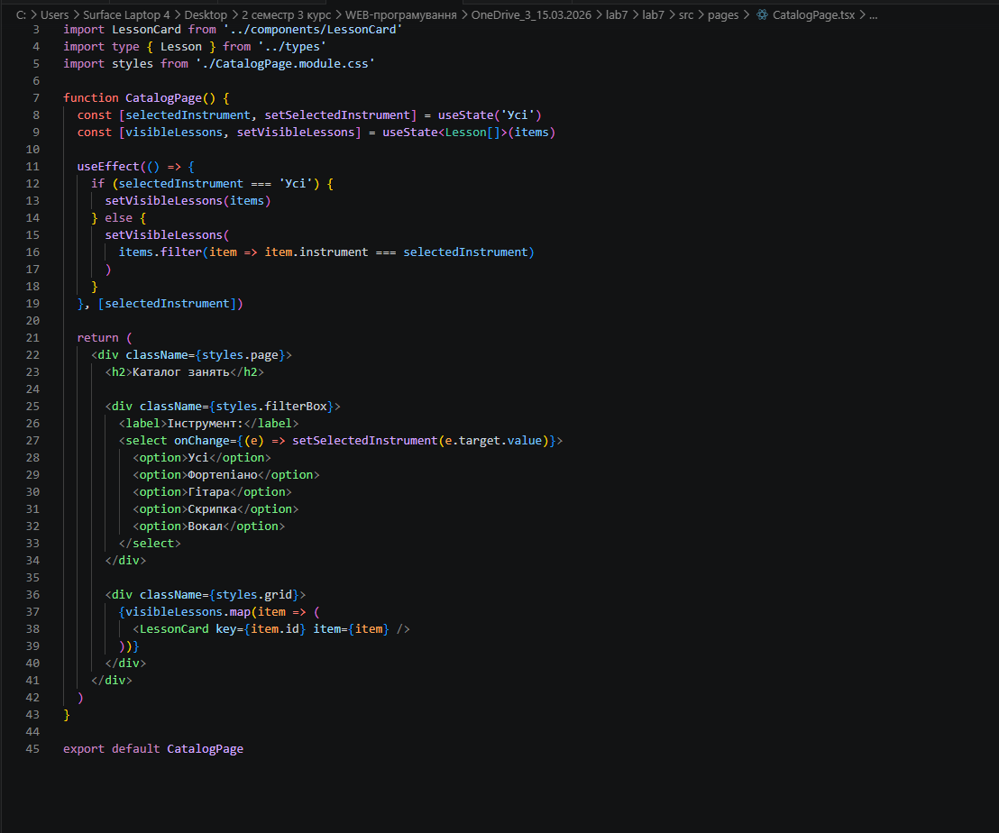 C: > Users > Surface Laptop 4 > Desktop > 2 семестр 3 курс > WEB-програмування > OneDrive_3_15.03.2026 > lab7 > lab7 > src > pages > CatalogPage.tsx > ...
3 import LessonCard from '../components/LessonCard'
4 import type { Lesson } from '../types'
5 import styles from './CatalogPage.module.css'
6
7 function CatalogPage() {
8   const [selectedInstrument, setSelectedInstrument] = useState('Усі')
9   const [visibleLessons, setVisibleLessons] = useState<Lesson[]>(items)
10
11   useEffect(() => {
12     if (selectedInstrument === 'Усі') {
13       setVisibleLessons(items)
14     } else {
15       setVisibleLessons(
16         items.filter(item => item.instrument === selectedInstrument)
17       )
18     }
19   }, [selectedInstrument])
20
21   return (
22     <div className={styles.page}>
23       <h2>Каталог занять</h2>
24
25       <div className={styles.filterBox}>
26         <label>Інструмент:</label>
27         <select onChange={(e) => setSelectedInstrument(e.target.value)}>
28           <option>Усі</option>
29           <option>Фортепіано</option>
30           <option>Гітара</option>
31           <option>Скрипка</option>
32           <option>Вокал</option>
33         </select>
34       </div>
35
36       <div className={styles.grid}>
37         {visibleLessons.map(item => (
38           <LessonCard key={item.id} item={item} />
39         ))}
40       </div>
41     </div>
42   )
43 }
44
45 export default CatalogPage